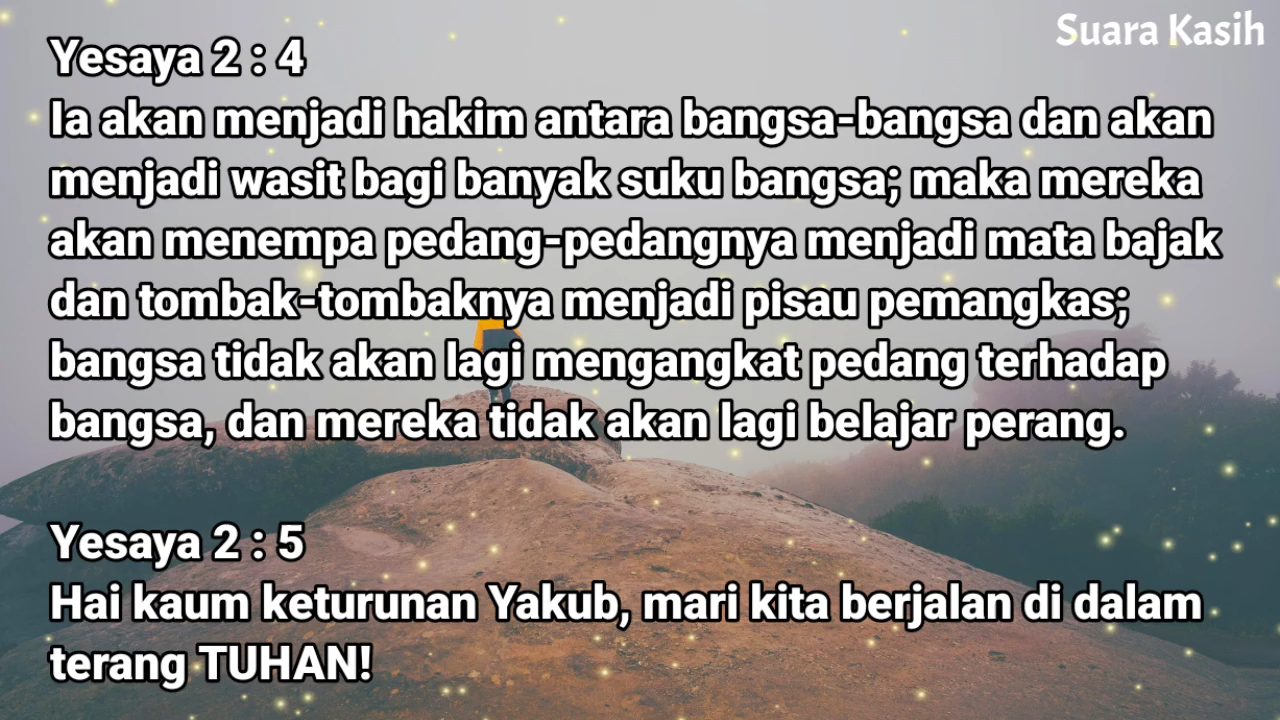 Suara Kasih
Yesaya 2 : 4
Ia akan menjadi hakim antara bangsa-bangsa dan akan
menjadi wasit bagi banyak suku bangsa; maka mereka
akan menempa pedang-pedangnya menjadi mata bajak
dan tombak-tombaknya menjadi pisau pemangkas;
bangsa tidak akan lagi mengangkat pedang terhadap
bangsa, dan mereka tidak akan lagi belajar perang.
Yesaya 2 : 5
Hai kaum keturunan Yakub, mari kita berjalan di dalam
terang TUHAN!